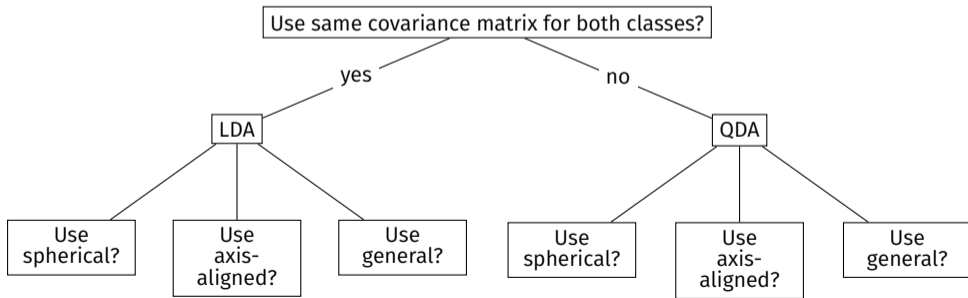 Use same covariance matrix for both classes?
yes
no
LDA
QDA
Use
spherical?
Use
axis-
aligned?
Use
general?
Use
spherical?
Use
axis-
aligned?
Use
general?